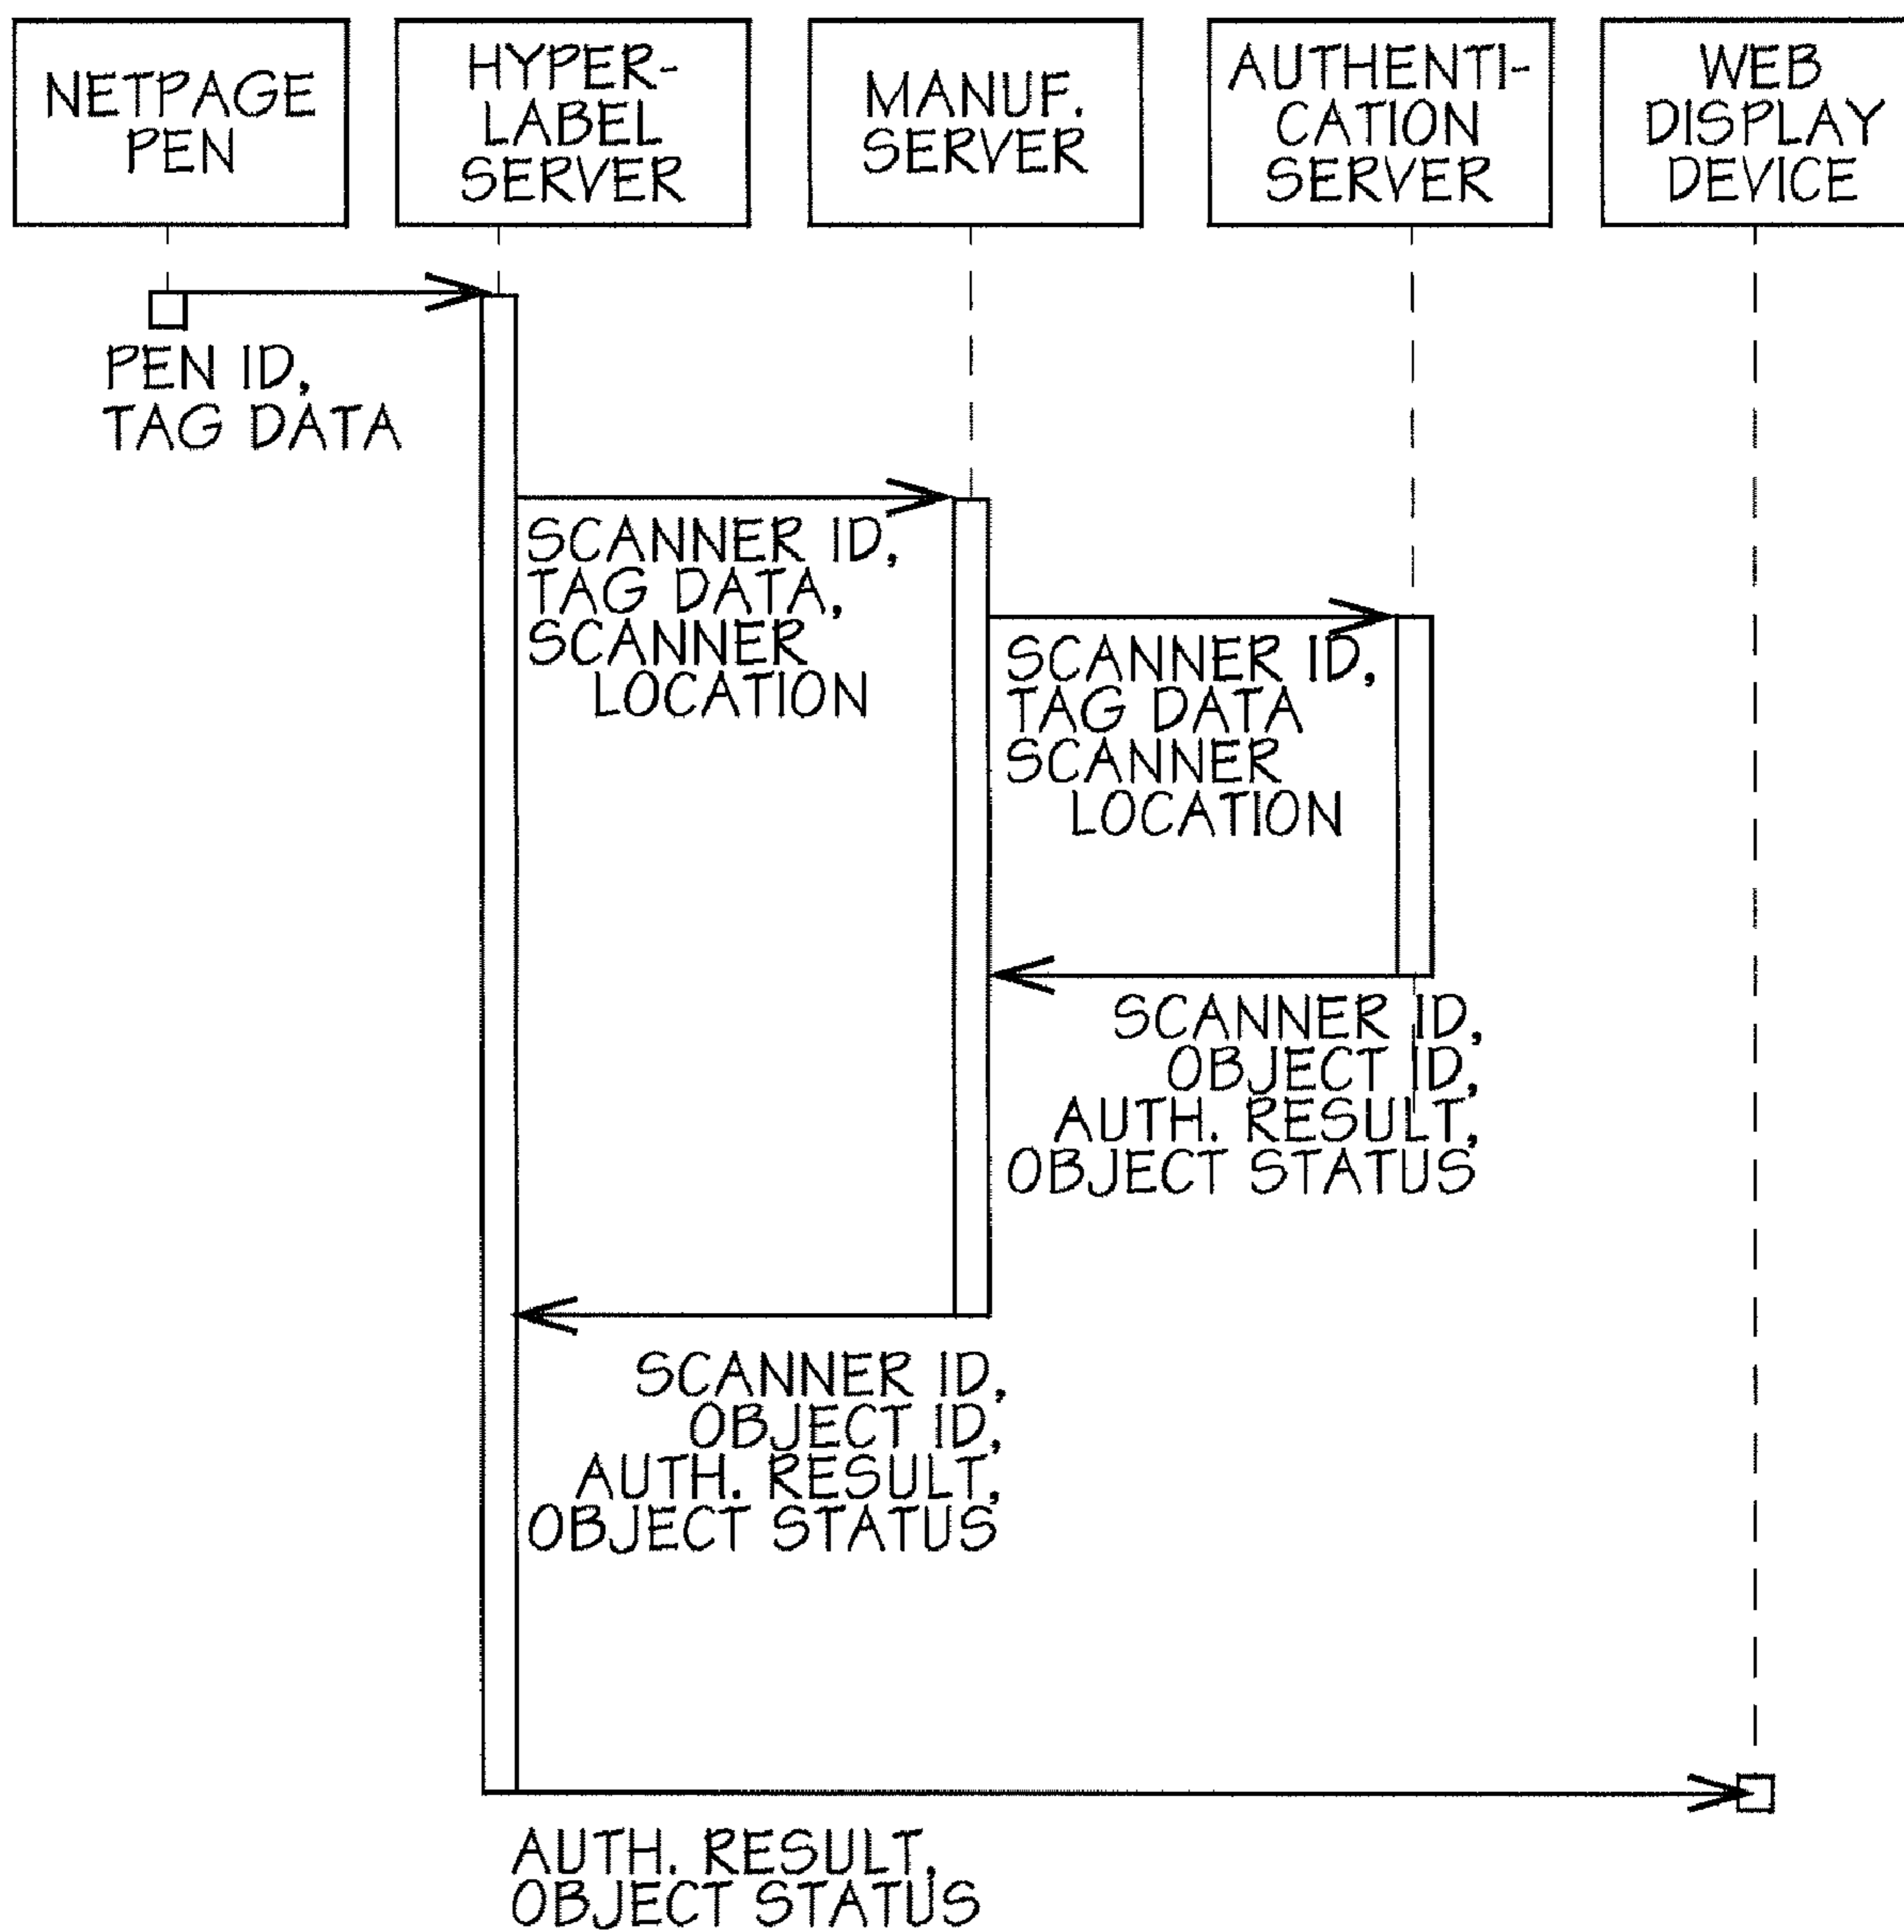 NETPAGE
PEN
HYPER-
LABEL
SERVER
MANUF.
SERVER
AUTHENTI-
CATION
SERVER
WEB
DISPLAY
DEVICE
PEN ID,
TAG DATA
SCANNER ID,
TAG DATA,
SCANNER
LOCATION
SCANNER ID,
TAG DATA
SCANNER
LOCATION
SCANNER ID,
OBJECT ID,
AUTH. RESULT,
OBJECT STATUS
SCANNER ID,
OBJECT ID,
AUTH. RESULT,
OBJECT STATUS
AUTH. RESULT,
OBJECT STATUS